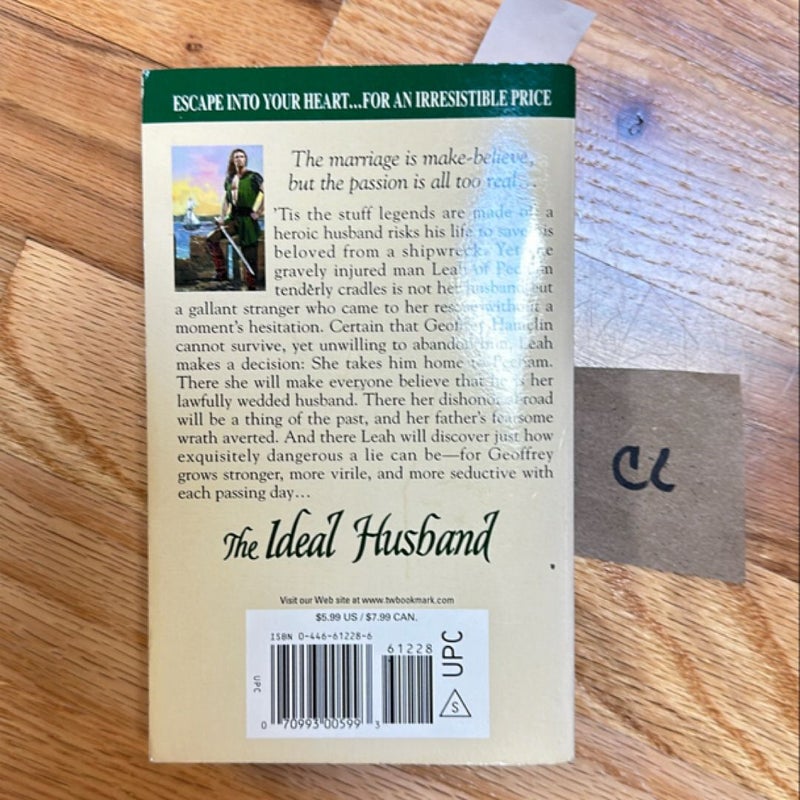 ESCAPE INTO YOUR HEART...FOR AN IRRESISTIBLE PRICE
The marriage is make-believe,
but the passion is all too real...
'Tis the stuff legends are made of: a
heroic husband risks his life to save his
beloved from a shipwreck. Yet the
gravely injured man Leah of Pecham
tenderly cradles is not her husband, but
a gallant stranger who came to her rescue without a
moment's hesitation. Certain that Geoffrey Hamelin
cannot survive, yet unwilling to abandon him, Leah
makes a decision: She takes him home to Pecham.
There she will make everyone believe that he is her
lawfully wedded husband. There her dishonor abroad
will be a thing of the past, and her father's fearsome
wrath averted. And there Leah will discover just how
exquisitely dangerous a lie can be—for Geoffrey
grows stronger, more virile, and more seductive with
each passing day...
The Ideal Husband
Visit our Web site at www.twbookmark.com
$5.99 US / $7.99 CAN.
ISBN 0-446-61228-6
61228
UPC
UPC
S
0 70993 00599 3
CL